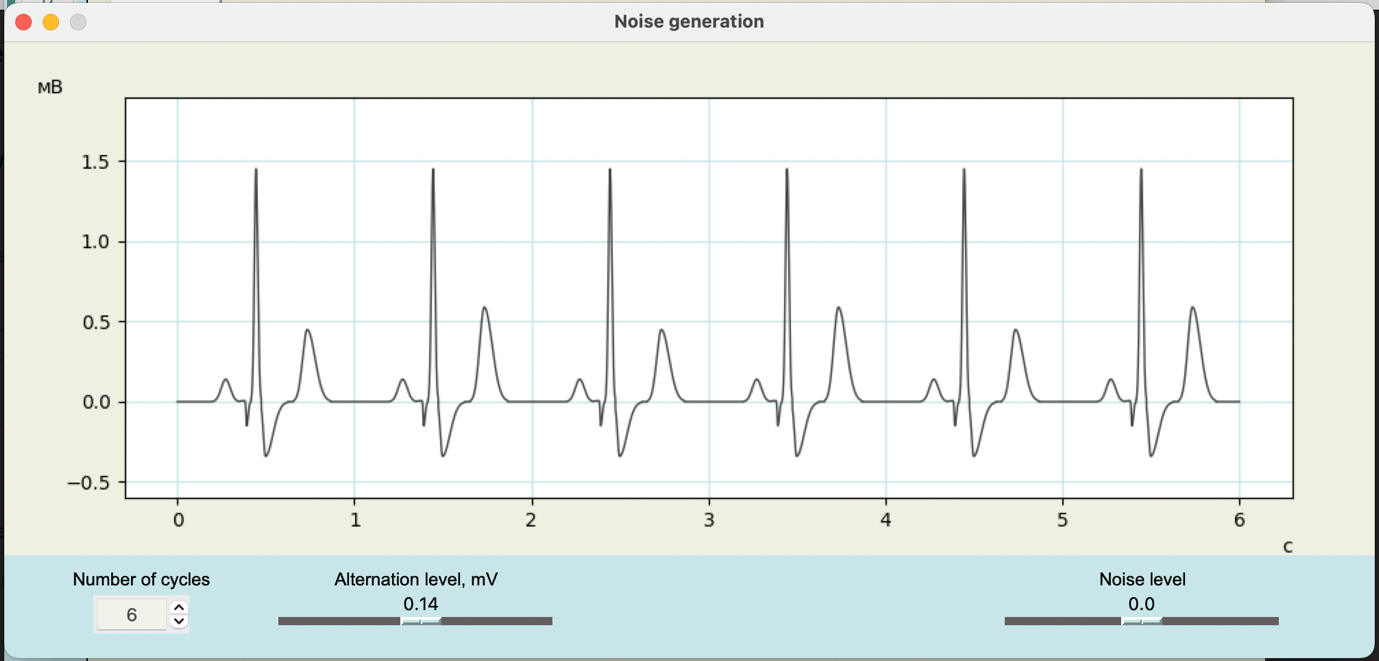 Noise generation
мВ
1.5
1.0
0.5
0.0
−0.5
0 1 2 3 4 5 6
с
Number of cycles
6
Alternation level, mV
0.14
Noise level
0.0